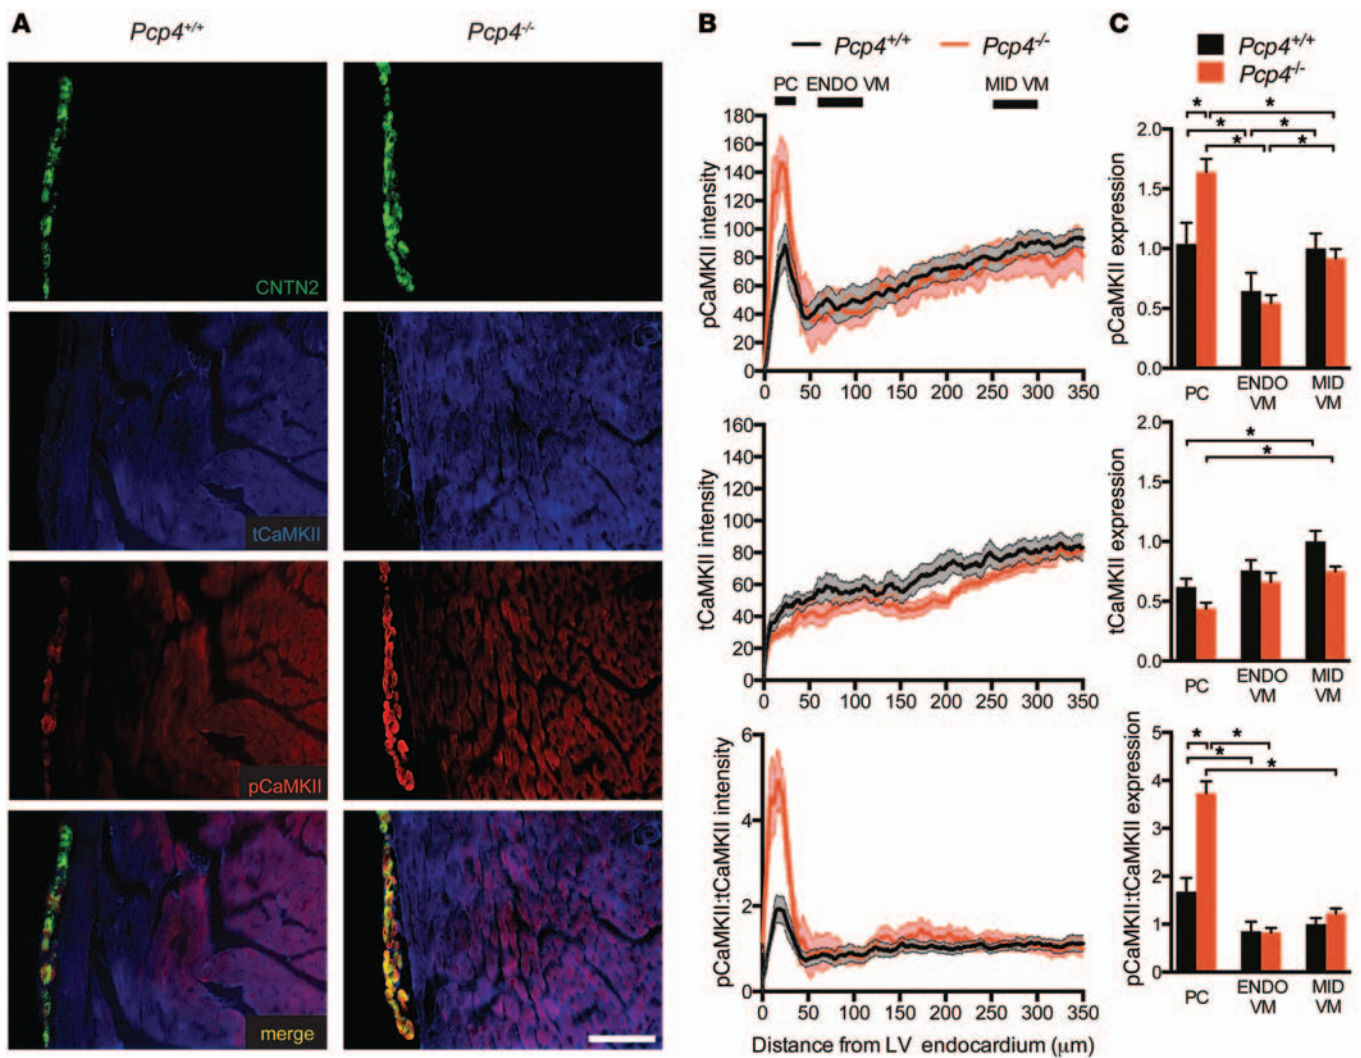 A
Pcp4+/+
Pcp4-/-
CNTN2
tCaMKII
pCaMKII
merge
B
Pcp4+/+
Pcp4-/-
PC
ENDO VM
MID VM
pCaMKII intensity
180
160
140
120
100
80
60
40
20
0
0 50 100 150 200 250 300 350
tCaMKII intensity
160
140
120
100
80
60
40
20
0
0 50 100 150 200 250 300 350
pCaMKII:tCaMKII intensity
6
4
2
0
0 50 100 150 200 250 300 350
Distance from LV endocardium (μm)
C
Pcp4+/+
Pcp4-/-
pCaMKII expression
2.0
1.5
1.0
0.5
0.0
* *
* *
* *
PC ENDO MID
VM VM
tCaMKII expression
2.0
1.5
1.0
0.5
0.0
*
*
PC ENDO MID
VM VM
pCaMKII:tCaMKII expression
5
4
3
2
1
0
* *
*
*
PC ENDO MID
VM VM